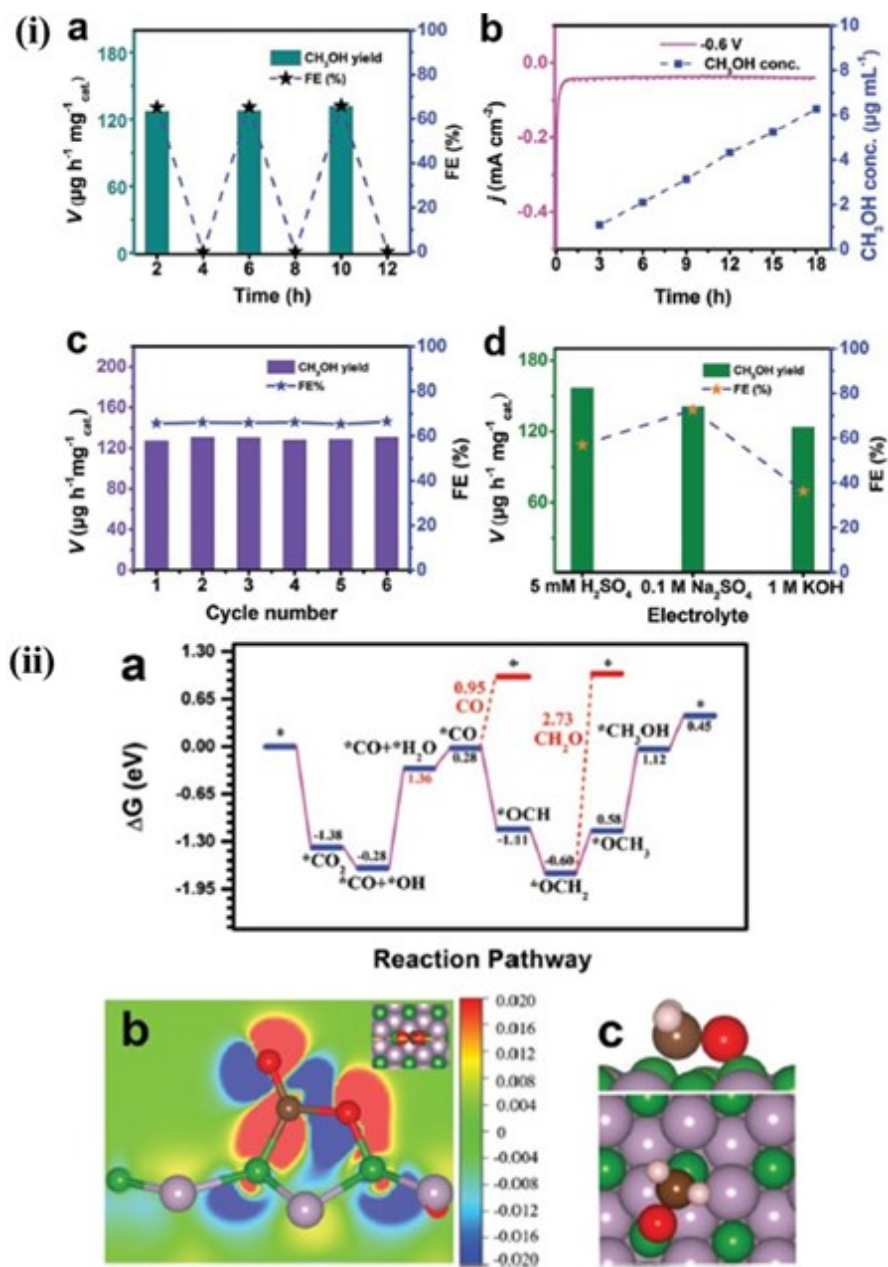 (i)
a
CH₃OH yield
FE (%)
V (µg h⁻¹ mg⁻¹cat.)
180
120
60
0
FE (%)
100
80
60
40
20
0
2 4 6 8 10 12
Time (h)
b
-0.6 V
CH₃OH conc.
j (mA cm⁻²)
0.0
-0.2
-0.4
CH₃OH conc. (µg mL⁻¹)
10
8
6
4
2
0
0 3 6 9 12 15 18
Time (h)
c
CH₃OH yield
FE%
V (µg h⁻¹mg⁻¹cat.)
200
160
120
80
40
0
FE (%)
100
80
60
40
20
0
1 2 3 4 5 6
Cycle number
d
CH₃OH yield
FE (%)
V (µg h⁻¹ mg⁻¹cat.)
180
120
60
FE (%)
100
80
60
40
20
0
5 mM H₂SO₄ 0.1 M Na₂SO₄ 1 M KOH
Electrolyte
(ii)
a
ΔG (eV)
1.30
0.65
0.00
-0.65
-1.30
-1.95
*
-1.38
*CO₂
-0.28
*CO+*OH
*CO+*H₂O
1.36
*CO
0.28
0.95
CO
*
*OCH
-1.11
-0.60
*OCH₂
2.73
CH₂O
*
0.58
*OCH₃
*CH₃OH
1.12
*
0.45
Reaction Pathway
b
0.020
0.016
0.012
0.008
0.004
0
-0.004
-0.008
-0.012
-0.016
-0.020
c